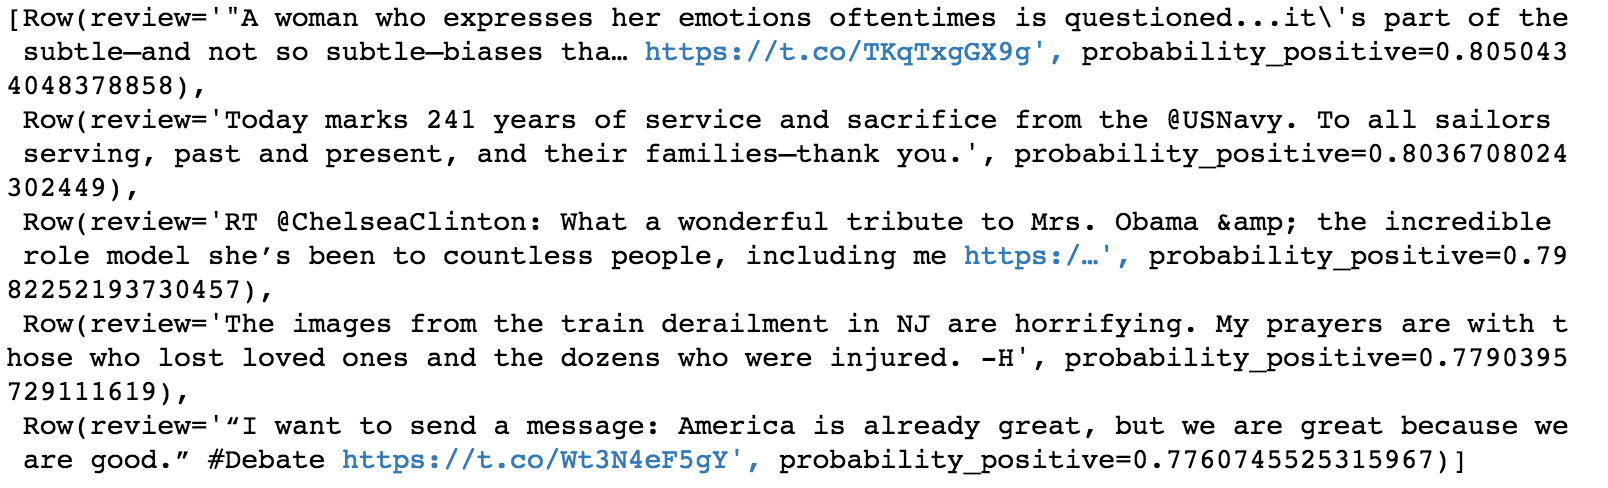 [Row(review='"A woman who expresses her emotions oftentimes is questioned...it\'s part of the
subtle—and not so subtle—biases tha… https://t.co/TKqTxgGX9g', probability_positive=0.805043
4048378858),
Row(review='Today marks 241 years of service and sacrifice from the @USNavy. To all sailors
serving, past and present, and their families—thank you.', probability_positive=0.8036708024
302449),
Row(review='RT @ChelseaClinton: What a wonderful tribute to Mrs. Obama &amp; the incredible
role model she’s been to countless people, including me https:/…', probability_positive=0.79
82252193730457),
Row(review='The images from the train derailment in NJ are horrifying. My prayers are with t
hose who lost loved ones and the dozens who were injured. -H', probability_positive=0.7790395
729111619),
Row(review='“I want to send a message: America is already great, but we are great because we
are good.” #Debate https://t.co/Wt3N4eF5gY', probability_positive=0.7760745525315967)]